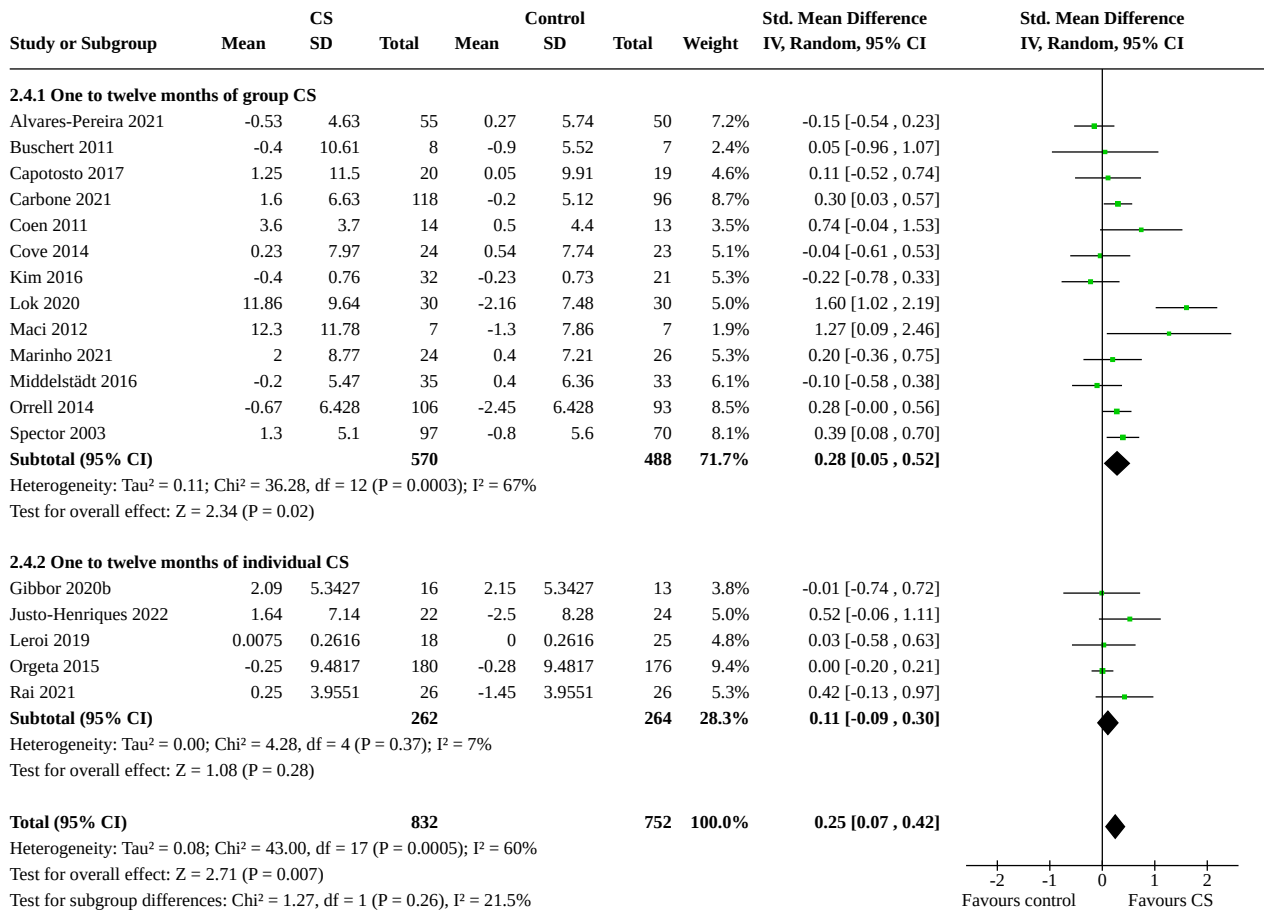 CS Control Std. Mean Difference Std. Mean Difference
Study or Subgroup Mean SD Total Mean SD Total Weight IV, Random, 95% CI IV, Random, 95% CI
2.4.1 One to twelve months of group CS
Alvares-Pereira 2021 -0.53 4.63 55 0.27 5.74 50 7.2% -0.15 [-0.54 , 0.23]
Buschert 2011 -0.4 10.61 8 -0.9 5.52 7 2.4% 0.05 [-0.96 , 1.07]
Capotosto 2017 1.25 11.5 20 0.05 9.91 19 4.6% 0.11 [-0.52 , 0.74]
Carbone 2021 1.6 6.63 118 -0.2 5.12 96 8.7% 0.30 [0.03 , 0.57]
Coen 2011 3.6 3.7 14 0.5 4.4 13 3.5% 0.74 [-0.04 , 1.53]
Cove 2014 0.23 7.97 24 0.54 7.74 23 5.1% -0.04 [-0.61 , 0.53]
Kim 2016 -0.4 0.76 32 -0.23 0.73 21 5.3% -0.22 [-0.78 , 0.33]
Lok 2020 11.86 9.64 30 -2.16 7.48 30 5.0% 1.60 [1.02 , 2.19]
Maci 2012 12.3 11.78 7 -1.3 7.86 7 1.9% 1.27 [0.09 , 2.46]
Marinho 2021 2 8.77 24 0.4 7.21 26 5.3% 0.20 [-0.36 , 0.75]
Middelstädt 2016 -0.2 5.47 35 0.4 6.36 33 6.1% -0.10 [-0.58 , 0.38]
Orrell 2014 -0.67 6.428 106 -2.45 6.428 93 8.5% 0.28 [-0.00 , 0.56]
Spector 2003 1.3 5.1 97 -0.8 5.6 70 8.1% 0.39 [0.08 , 0.70]
Subtotal (95% CI) 570 488 71.7% 0.28 [0.05 , 0.52]
Heterogeneity: Tau² = 0.11; Chi² = 36.28, df = 12 (P = 0.0003); I² = 67%
Test for overall effect: Z = 2.34 (P = 0.02)
2.4.2 One to twelve months of individual CS
Gibbor 2020b 2.09 5.3427 16 2.15 5.3427 13 3.8% -0.01 [-0.74 , 0.72]
Justo-Henriques 2022 1.64 7.14 22 -2.5 8.28 24 5.0% 0.52 [-0.06 , 1.11]
Leroi 2019 0.0075 0.2616 18 0 0.2616 25 4.8% 0.03 [-0.58 , 0.63]
Orgeta 2015 -0.25 9.4817 180 -0.28 9.4817 176 9.4% 0.00 [-0.20 , 0.21]
Rai 2021 0.25 3.9551 26 -1.45 3.9551 26 5.3% 0.42 [-0.13 , 0.97]
Subtotal (95% CI) 262 264 28.3% 0.11 [-0.09 , 0.30]
Heterogeneity: Tau² = 0.00; Chi² = 4.28, df = 4 (P = 0.37); I² = 7%
Test for overall effect: Z = 1.08 (P = 0.28)
Total (95% CI) 832 752 100.0% 0.25 [0.07 , 0.42]
Heterogeneity: Tau² = 0.08; Chi² = 43.00, df = 17 (P = 0.0005); I² = 60%
Test for overall effect: Z = 2.71 (P = 0.007)
Test for subgroup differences: Chi² = 1.27, df = 1 (P = 0.26), I² = 21.5%
-2 -1 0 1 2
Favours control Favours CS